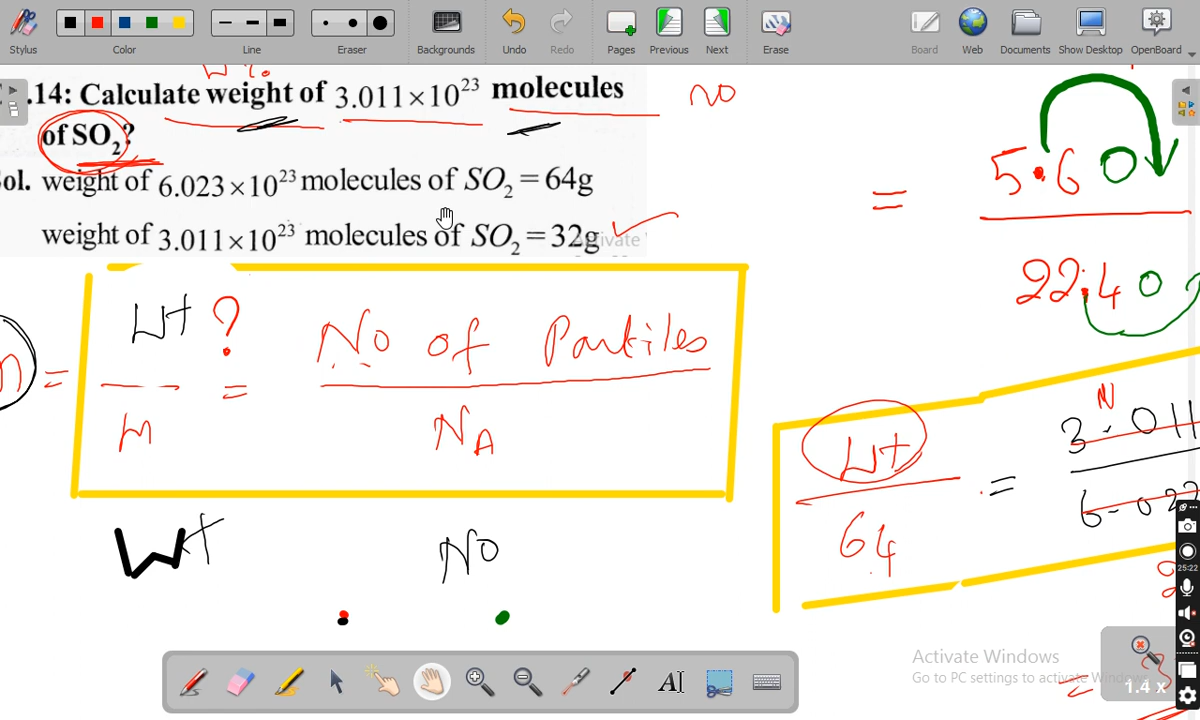 Stylus Color Line Eraser Backgrounds Undo Redo Pages Previous Next Erase Board Web Documents Show Desktop OpenBoard
W%
.14: Calculate weight of 3.011×10²³ molecules
of SO₂?
NO
ol. weight of 6.023×10²³ molecules of SO₂ = 64g
weight of 3.011×10²³ molecules of SO₂ = 32g
= 5.60
22.40
n = Wt ? = No of Partiles
M N_A
Wt = 3.011
64 6.022
N
Wt No
25:22
Activate Windows
Go to PC settings to activate Windows.
= 3
1.4 x